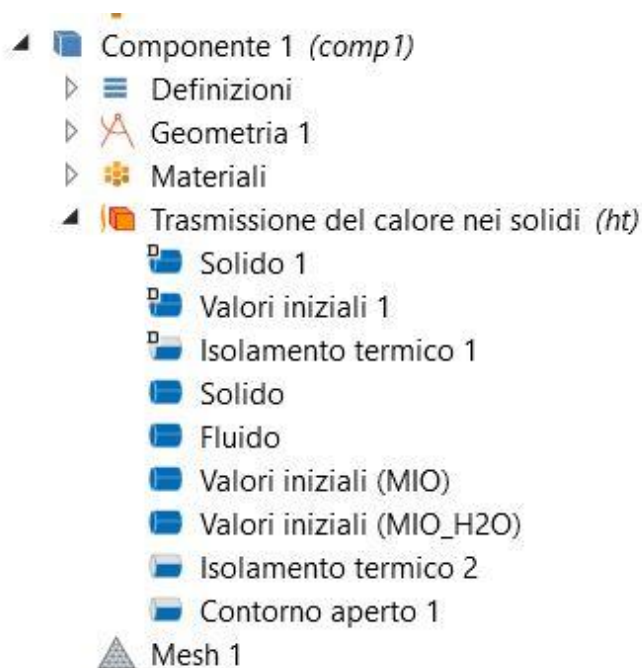 Componente 1 (comp1)
Definizioni
Geometria 1
Materiali
Trasmissione del calore nei solidi (ht)
Solido 1
Valori iniziali 1
Isolamento termico 1
Solido
Fluido
Valori iniziali (MIO)
Valori iniziali (MIO_H2O)
Isolamento termico 2
Contorno aperto 1
Mesh 1